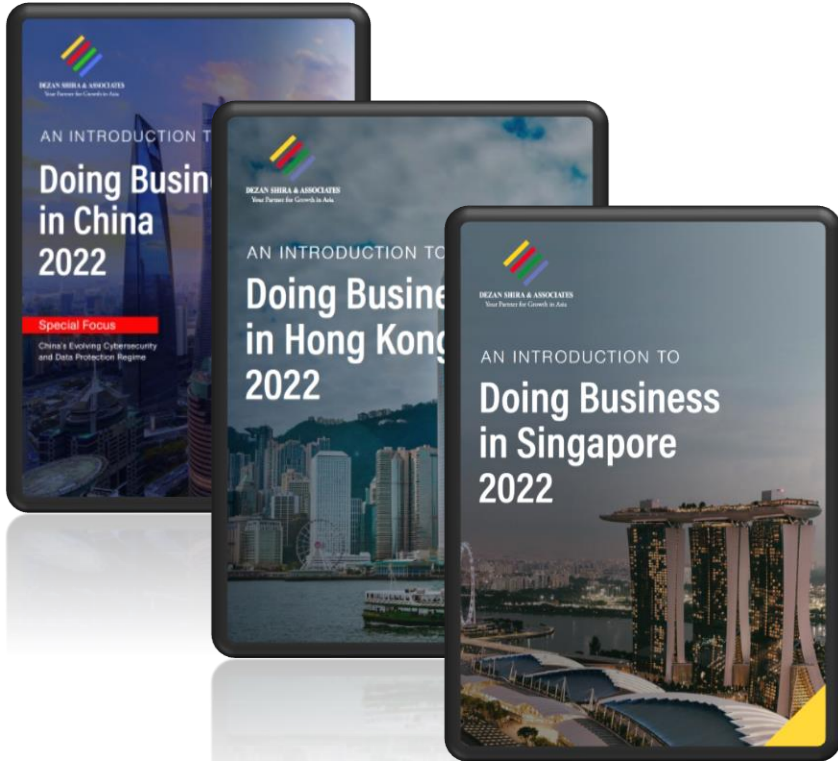 DEZAN SHIRA & ASSOCIATES
Your Partner for Growth in Asia
AN INTRODUCTION T
Doing Busin
in China
2022
Special Focus
China's Evolving Cybersecurity
and Data Protection Regime
DEZAN SHIRA & ASSOCIATES
Your Partner for Growth in Asia
AN INTRODUCTION TO
Doing Busine
in Hong Kong
2022
DEZAN SHIRA & ASSOCIATES
Your Partner for Growth in Asia
AN INTRODUCTION TO
Doing Business
in Singapore
2022